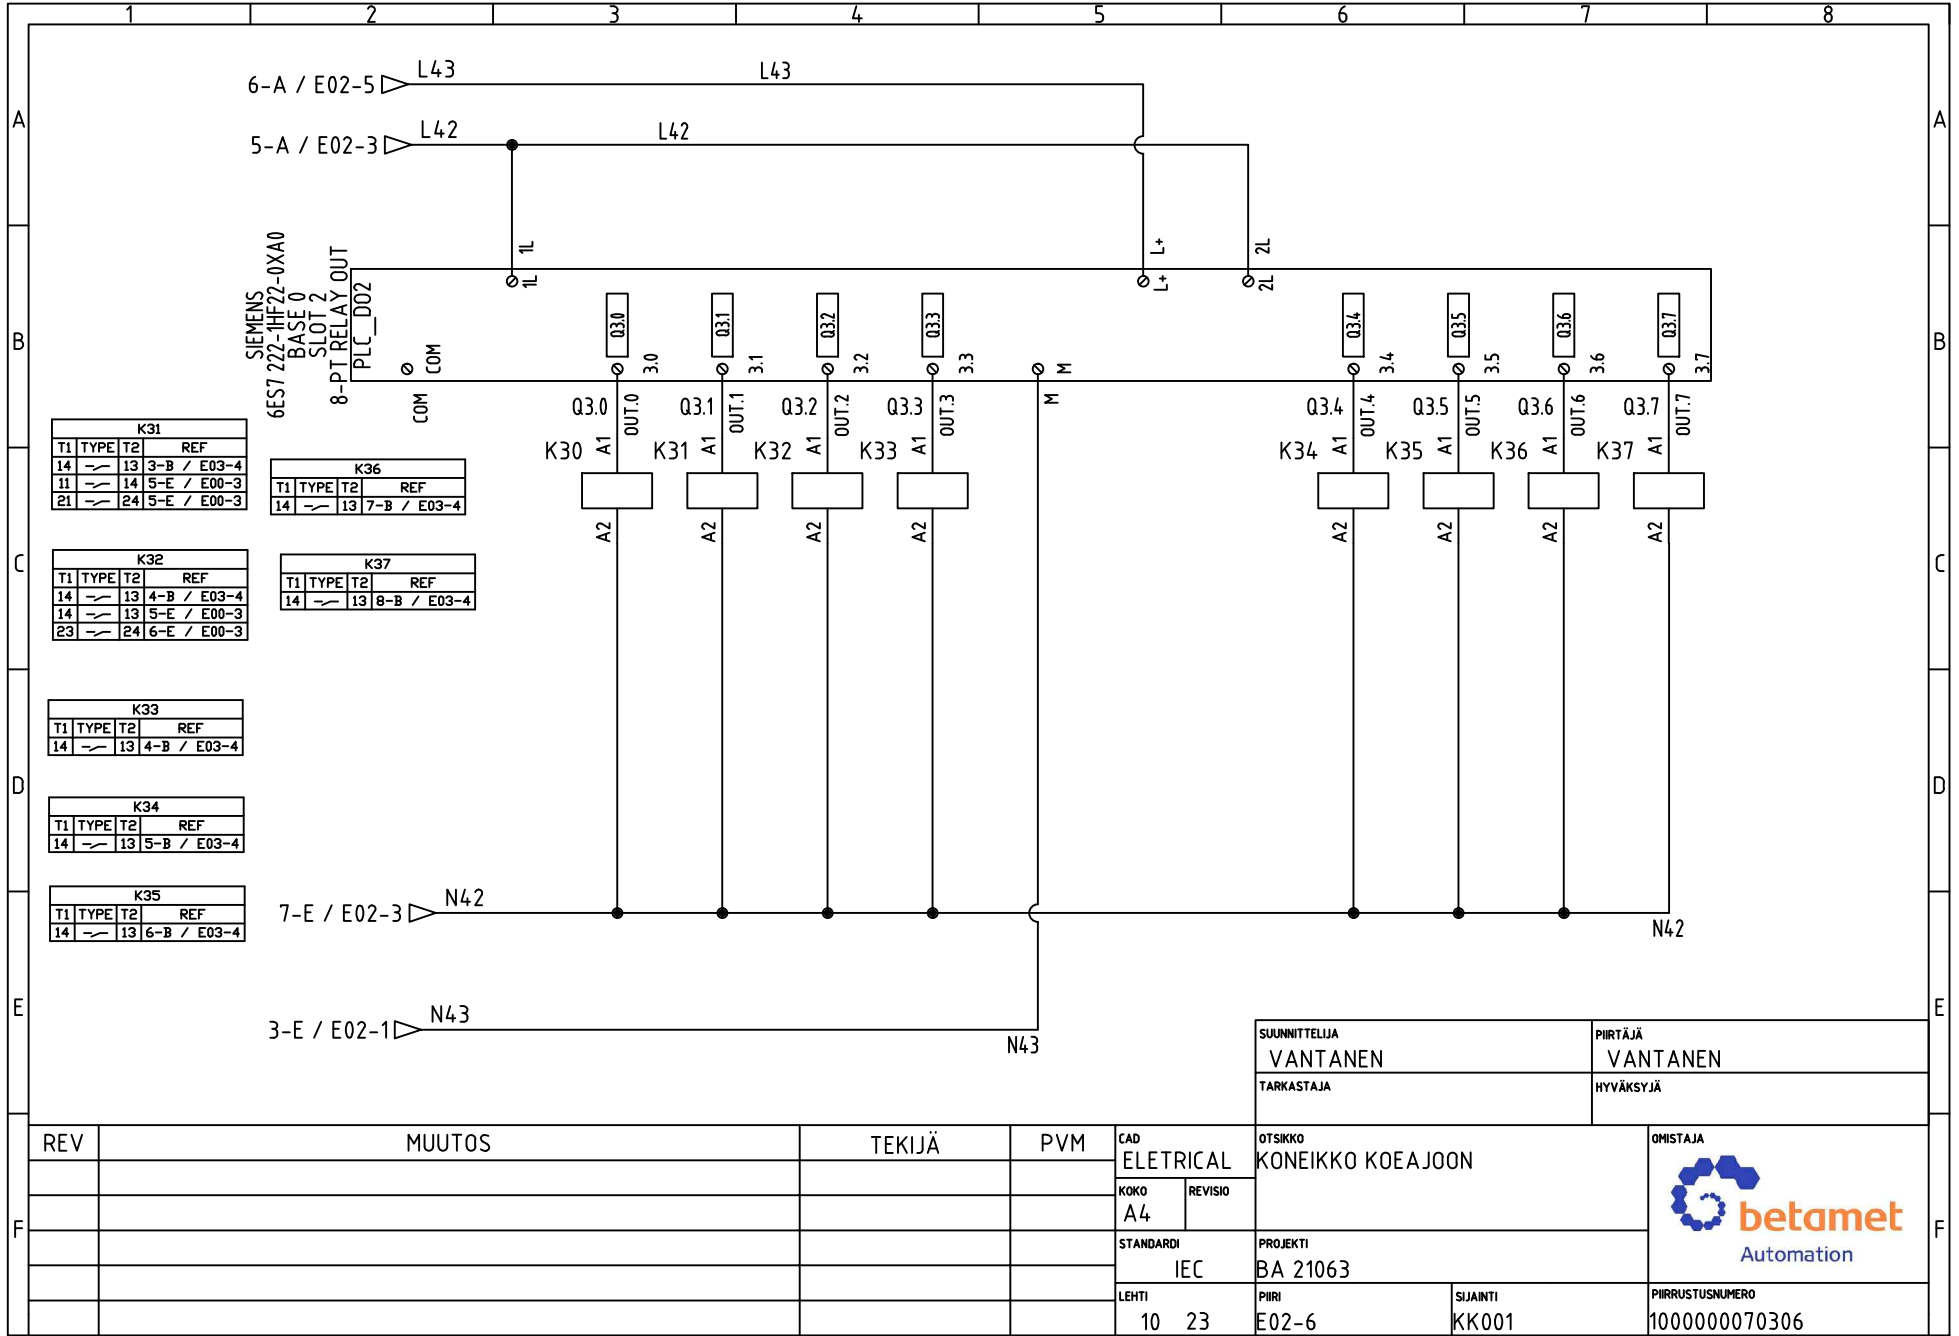 1 2 3 4 5 6 7 8
A A
B B
C C
D D
E E
F F
6-A / E02-5 L43 L43
5-A / E02-3 L42 L42
SIEMENS
6ES7 222-1HF22-0XA0
BASE 0
SLOT 2
8-PT RELAY OUT
PLC_DO2
1L L+ 2L
1L L+ 2L
Q3.0 Q3.1 Q3.2 Q3.3 Q3.4 Q3.5 Q3.6 Q3.7
COM 3.0 3.1 3.2 3.3 M 3.4 3.5 3.6 3.7
COM Q3.0 OUT.0 Q3.1 OUT.1 Q3.2 OUT.2 Q3.3 OUT.3 M Q3.4 OUT.4 Q3.5 OUT.5 Q3.6 OUT.6 Q3.7 OUT.7
K30 A1 K31 A1 K32 A1 K33 A1 K34 A1 K35 A1 K36 A1 K37 A1
A2 A2 A2 A2 A2 A2 A2 A2
K31
T1 TYPE T2 REF
14 13 3-B / E03-4
11 14 5-E / E00-3
21 24 5-E / E00-3
K36
T1 TYPE T2 REF
14 13 7-B / E03-4
K32
T1 TYPE T2 REF
14 13 4-B / E03-4
14 13 5-E / E00-3
23 24 6-E / E00-3
K37
T1 TYPE T2 REF
14 13 8-B / E03-4
K33
T1 TYPE T2 REF
14 13 4-B / E03-4
K34
T1 TYPE T2 REF
14 13 5-B / E03-4
K35
T1 TYPE T2 REF
14 13 6-B / E03-4
7-E / E02-3 N42
N42
3-E / E02-1 N43
N43
SUUNNITTELIJA PIIRTÄJÄ
VANTANEN VANTANEN
TARKASTAJA HYVÄKSYJÄ
REV MUUTOS TEKIJÄ PVM
CAD OTSIKKO OMISTAJA
ELETRICAL KONEIKKO KOEAJOON
KOKO REVISIO
A4
betamet
Automation
STANDARDI PROJEKTI
IEC BA 21063
LEHTI PIIRI SIJAINTI PIIRRUSTUSNUMERO
10 23 E02-6 KK001 1000000070306